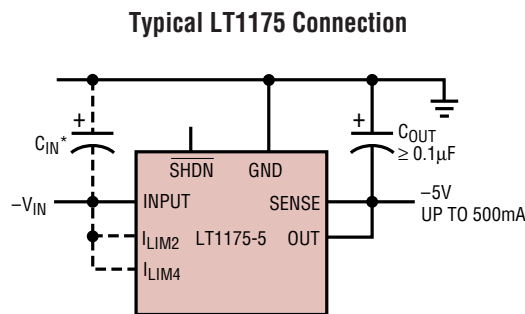 Typical LT1175 Connection
+
C_IN*
+
C_OUT
≥ 0.1µF
SHDN GND
–V_IN
INPUT
SENSE
–5V
UP TO 500mA
I_LIM2 LT1175-5 OUT
I_LIM4